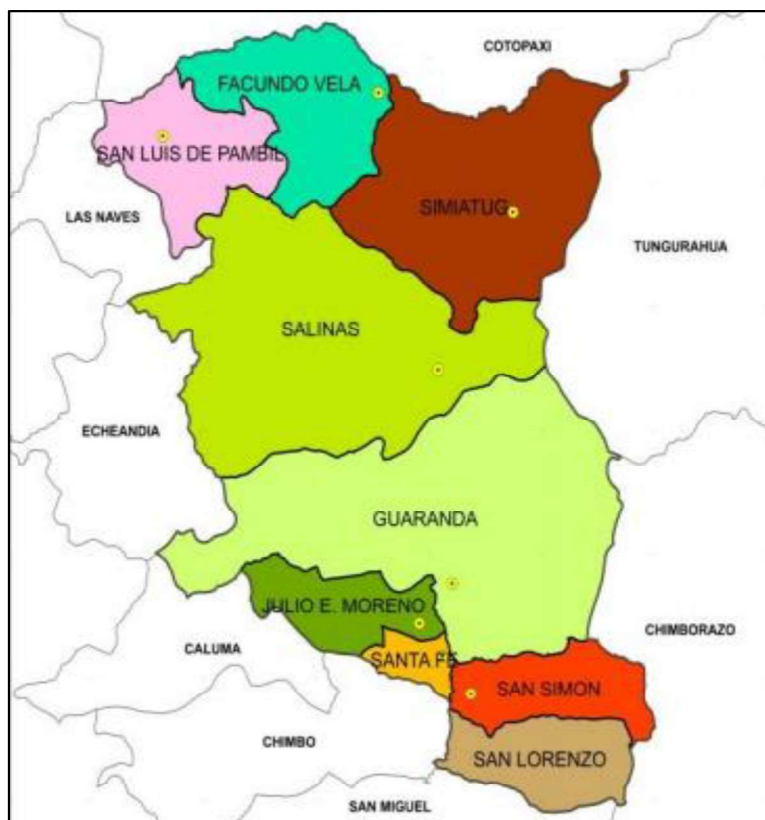 COTOPAXI
FACUNDO VELA
SAN LUIS DE PAMBIL
SIMIATUG
LAS NAVES
TUNGURAHUA
SALINAS
ECHEANDIA
GUARANDA
JULIO E. MORENO
CHIMBORAZO
CALUMA
SANTA FÉ
SAN SIMON
CHIMBO
SAN LORENZO
SAN MIGUEL